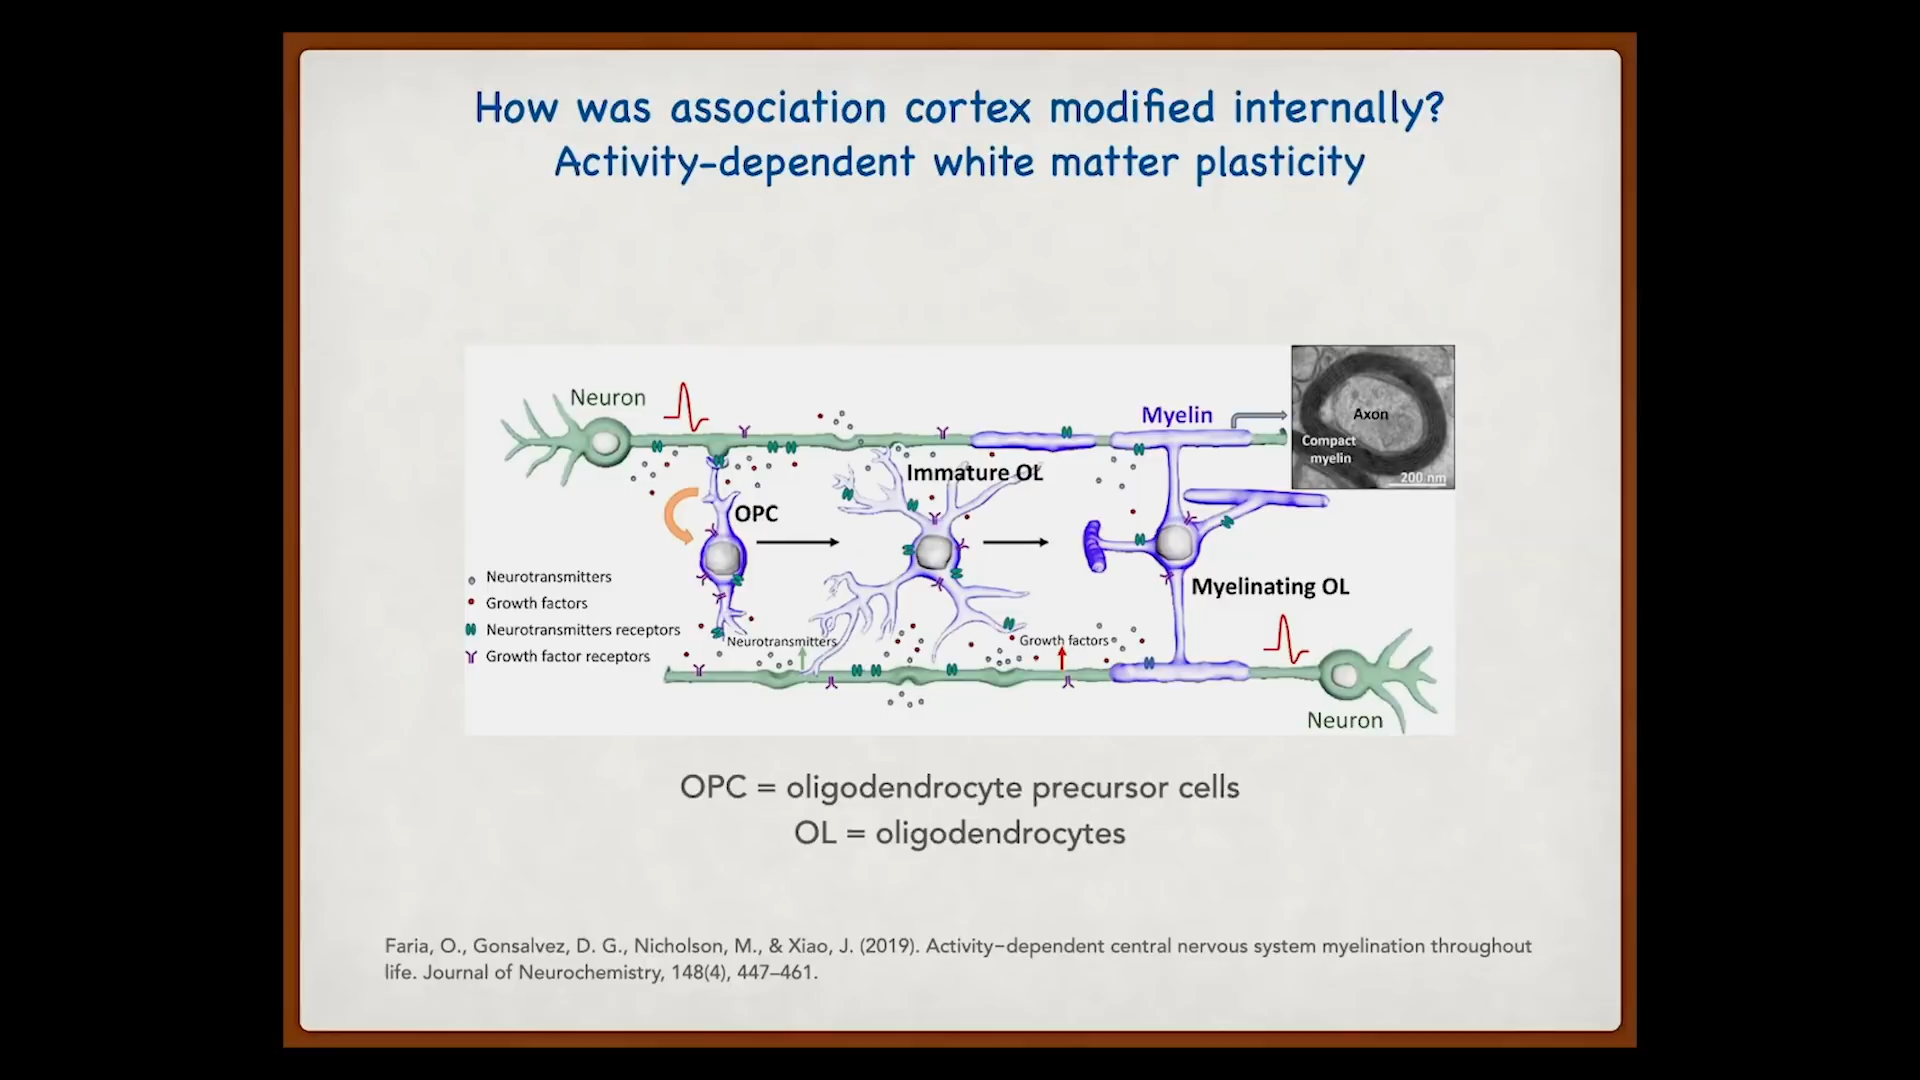 How was association cortex modified internally?
Activity-dependent white matter plasticity
Neuron
Myelin
Axon
Compact
myelin
200 nm
Immature OL
OPC
Myelinating OL
Neurotransmitters
Growth factors
Neurotransmitters receptors
Growth factor receptors
Neurotransmitters
Growth factors
Neuron
OPC = oligodendrocyte precursor cells
OL = oligodendrocytes
Faria, O., Gonsalvez, D. G., Nicholson, M., & Xiao, J. (2019). Activity–dependent central nervous system myelination throughout
life. Journal of Neurochemistry, 148(4), 447–461.